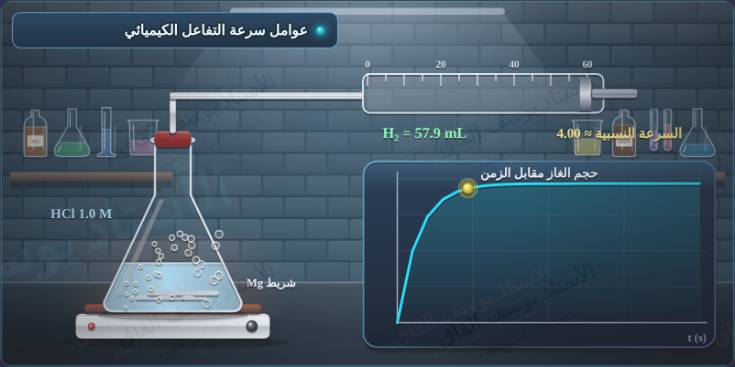 عوامل سرعة التفاعل الكيميائي
0 20 40 60
H₂ = 57.9 mL
السرعة النسبية ≈ 4.00
حجم الغاز مقابل الزمن
HCl 1.0 M
شريط Mg
t (s)